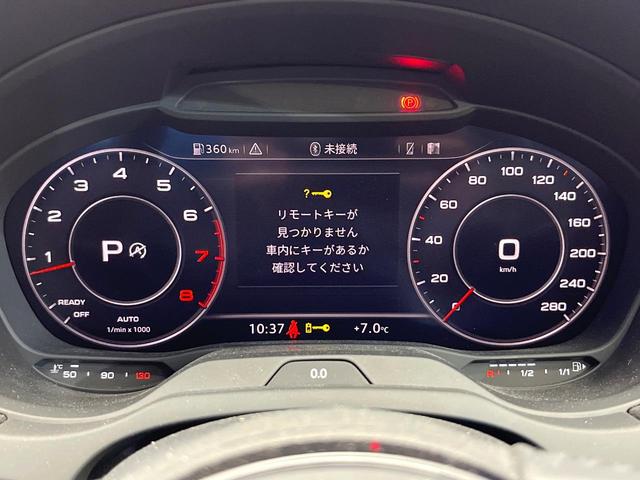 (P)
360 km
未接続
?
リモートキーが
見つかりません
車内にキーがあるか
確認してください
1 2 3 4 5 6 7 8
P A
READY
OFF
AUTO
1/min x 1000
0 20 40 60 80 100 120 140 160 200 240 280
0
km/h
10:37
+7.0°C
°C 50 90 130
0.0
R 1/2 1/1